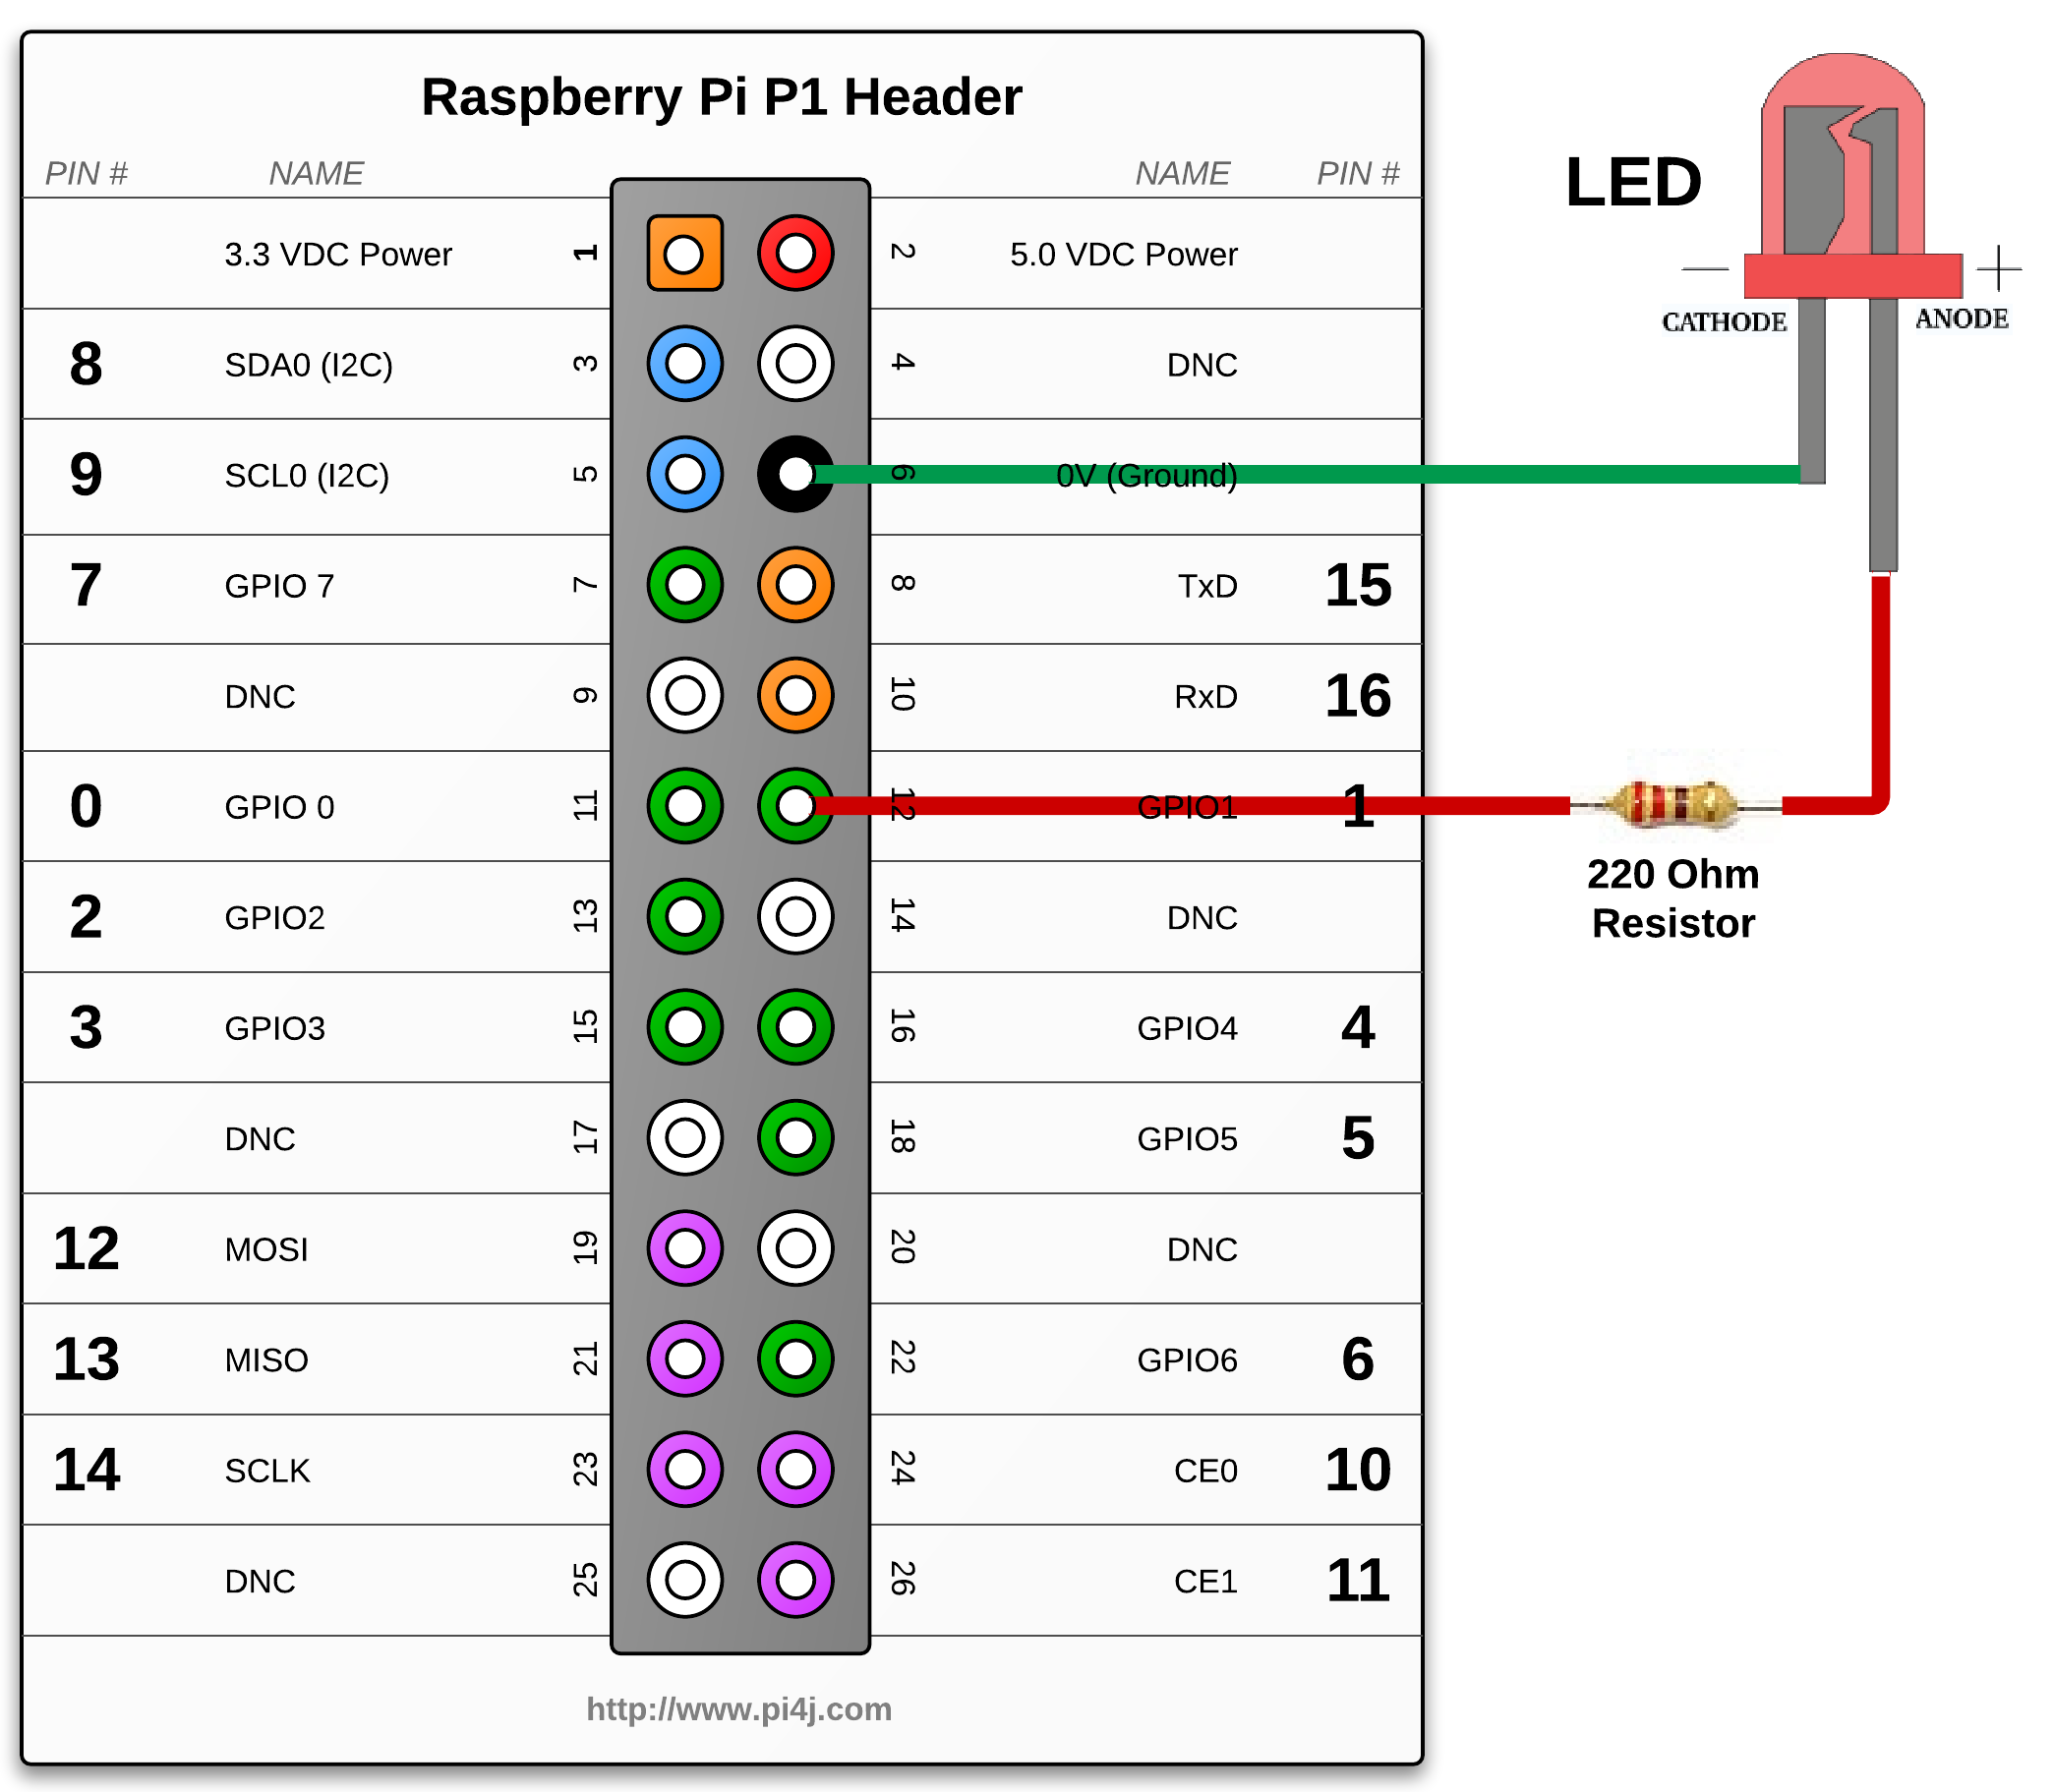 Raspberry Pi P1 Header
PIN # NAME NAME PIN #
3.3 VDC Power 1 2 5.0 VDC Power
8 SDA0 (I2C) 3 4 DNC
9 SCL0 (I2C) 5 6 0V (Ground)
7 GPIO 7 7 8 TxD 15
DNC 9 10 RxD 16
0 GPIO 0 11 12 GPIO1 1
2 GPIO2 13 14 DNC
3 GPIO3 15 16 GPIO4 4
DNC 17 18 GPIO5 5
12 MOSI 19 20 DNC
13 MISO 21 22 GPIO6 6
14 SCLK 23 24 CE0 10
DNC 25 26 CE1 11
http://www.pi4j.com
LED
— +
CATHODE ANODE
220 Ohm
Resistor